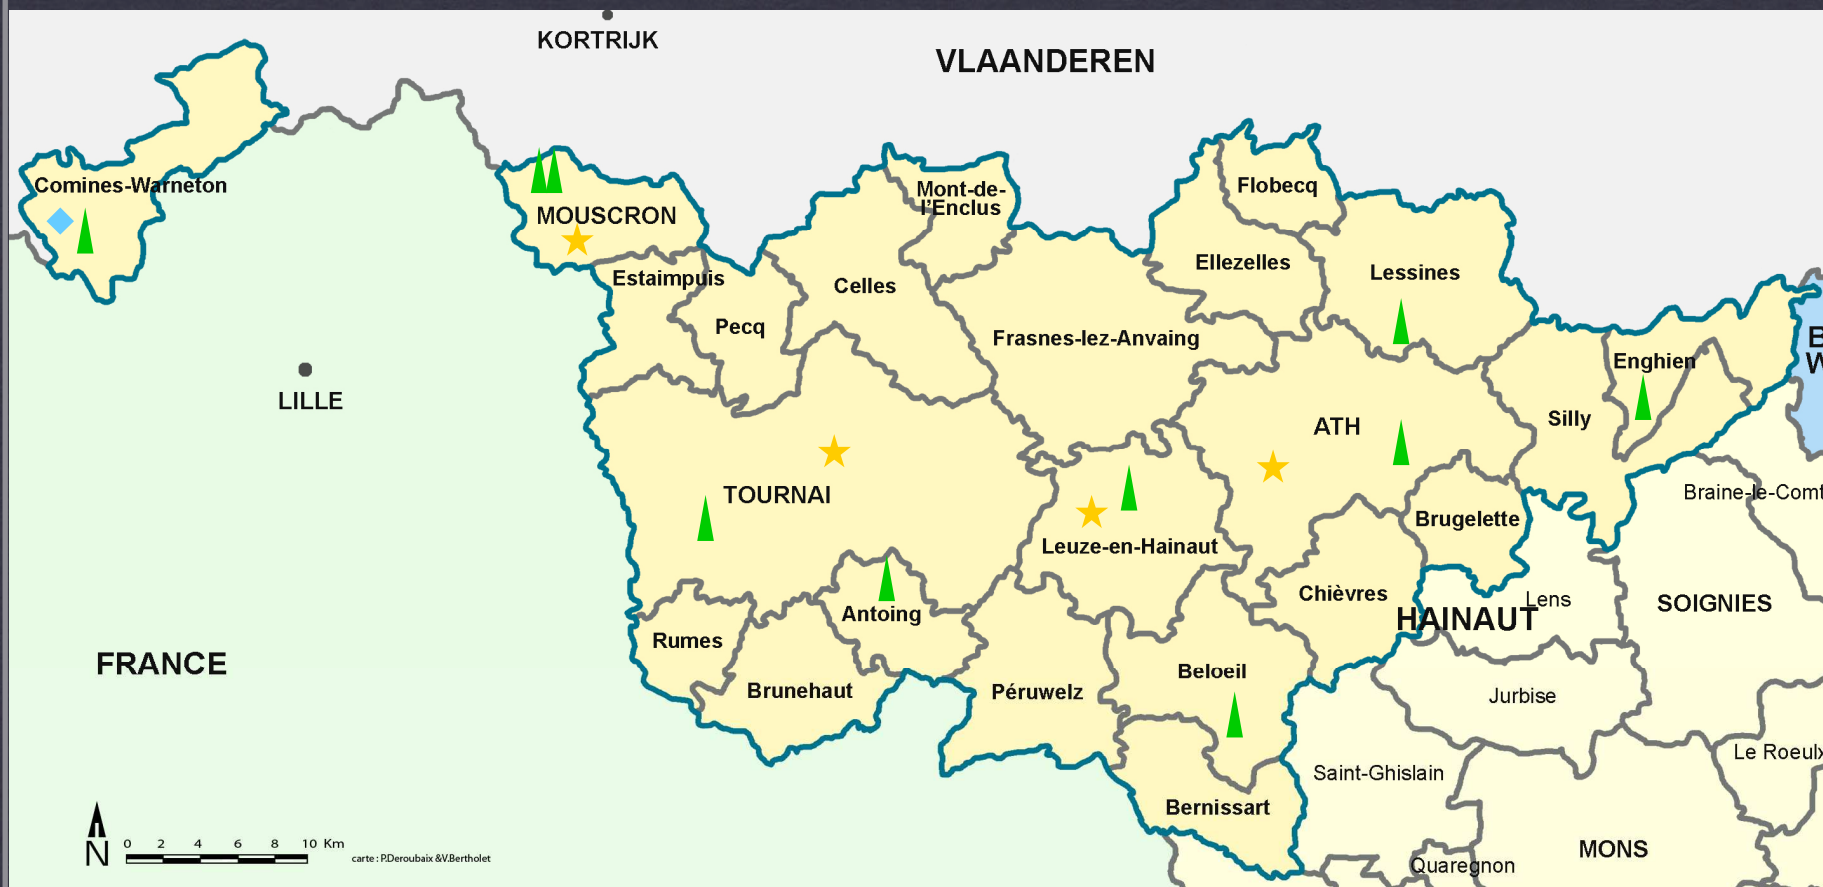 KORTRIJK
VLAANDEREN
Comines-Warneton
MOUSCRON
Mont-de-
l'Enclus
Flobecq
Estaimpuis
Celles
Ellezelles
Lessines
Pecq
Frasnes-lez-Anvaing
Enghien
B
W
LILLE
ATH
Silly
TOURNAI
Braine-le-Comt
Brugelette
Leuze-en-Hainaut
Chièvres
Lens
HAINAUT
SOIGNIES
Antoing
Rumes
FRANCE
Beloeil
Brunehaut
Péruwelz
Jurbise
Le Roeulx
Saint-Ghislain
Bernissart
MONS
Quaregnon
N
0 2 4 6 8 10 Km
carte : P.Deroubaix &V.Bertholet